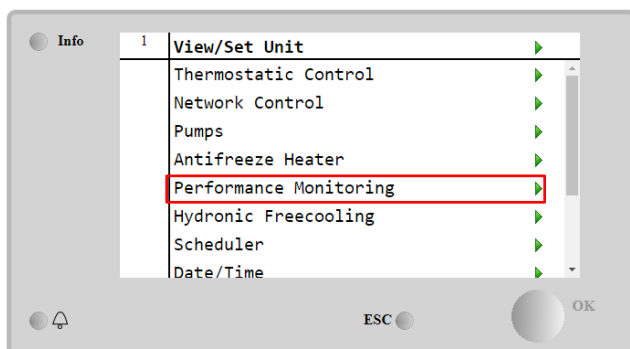 Info
1 View/Set Unit
Thermostatic Control
Network Control
Pumps
Antifreeze Heater
Performance Monitoring
Hydronic Freecooling
Scheduler
Date/Time
ESC OK